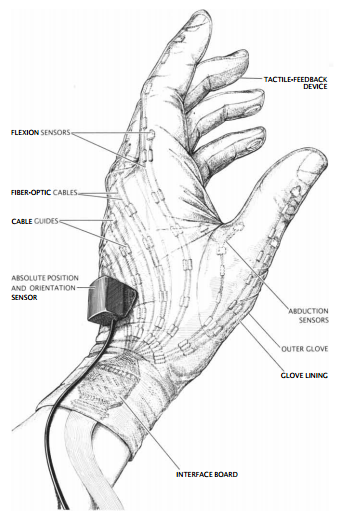 TACTILE-FEEDBACK
DEVICE
FLEXION SENSORS
FIBER-OPTIC CABLES
CABLE GUIDES
ABSOLUTE POSITION
AND ORIENTATION
SENSOR
ABDUCTION
SENSORS
OUTER GLOVE
GLOVE LINING
INTERFACE BOARD